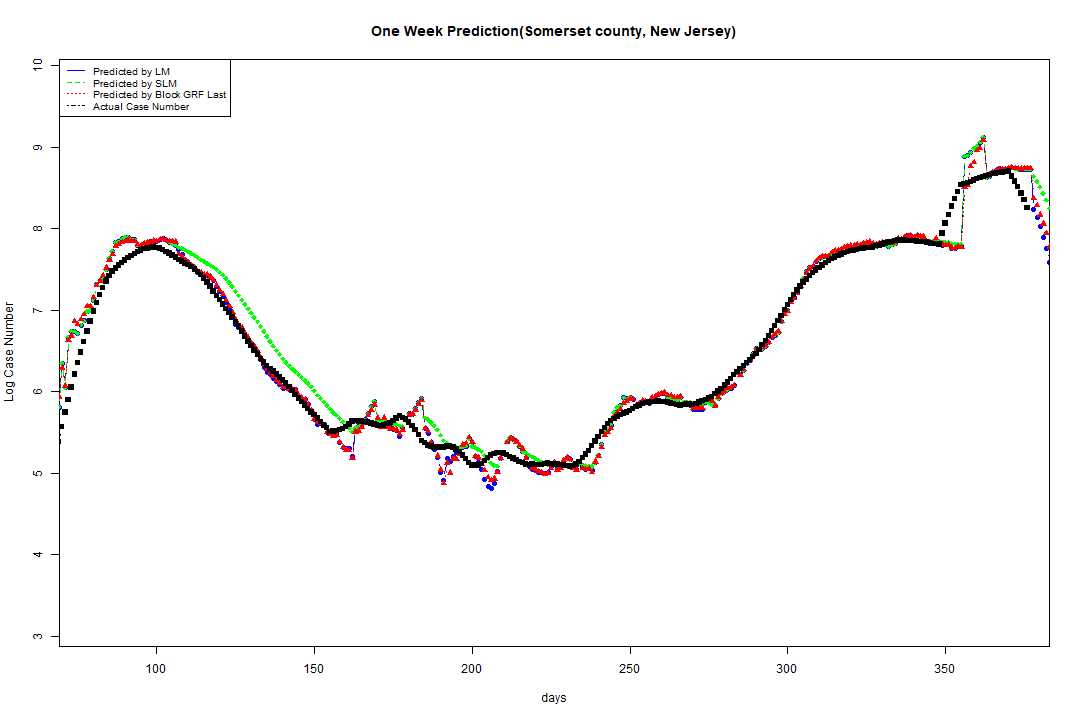 One Week Prediction(Somerset county, New Jersey)
Predicted by LM
Predicted by SLM
Predicted by Block GRF Last
Actual Case Number
10
9
8
7
6
5
4
3
Log Case Number
100 150 200 250 300 350
days